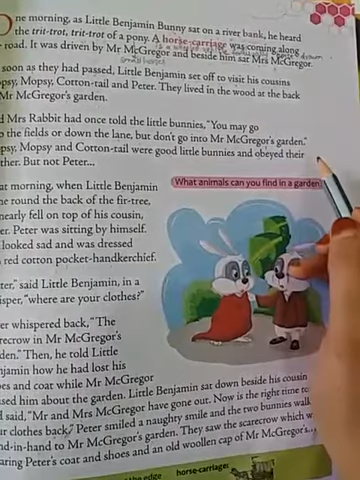 One morning, as Little Benjamin Bunny sat on a river bank, he heard
the trit-trot, trit-trot of a pony. A horse-carriage was coming along
road. It was driven by Mr McGregor and beside him sat Mrs McGregor.
soon as they had passed, Little Benjamin set off to visit his cousins
opsy, Mopsy, Cotton-tail and Peter. They lived in the wood at the back
Mr McGregor's garden.
d Mrs Rabbit had once told the little bunnies, "You may go
o the fields or down the lane, but don't go into Mr McGregor's garden."
psy, Mopsy and Cotton-tail were good little bunnies and obeyed their
ther. But not Peter...
at morning, when Little Benjamin
me round the back of the fir-tree,
nearly fell on top of his cousin,
er. Peter was sitting by himself.
looked sad and was dressed
red cotton pocket-handkerchief.
ter," said Little Benjamin, in a
isper, "where are your clothes?"
er whispered back, "The
recrow in Mr McGregor's
den." Then, he told Little
njamin how he had lost his
oes and coat while Mr McGregor
sed him about the garden. Little Benjamin sat down beside his cousin
d said, "Mr and Mrs McGregor have gone out. Now is the right time to
ur clothes back." Peter smiled a naughty smile and the two bunnies walk
nd-in-hand to Mr McGregor's garden. They saw the scarecrow w
aring Peter's coat and shoes and an old woollen cap of Mr McGregor's...
What animals can you find in a garden
the edge
horse-carriage: